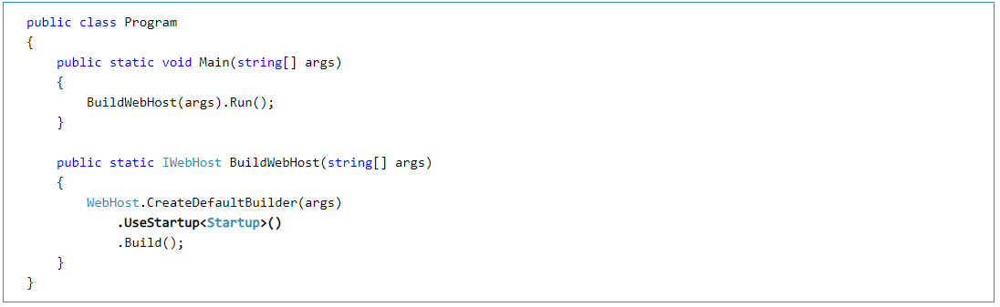 public class Program
{
    public static void Main(string[] args)
    {
        BuildWebHost(args).Run();
    }
    public static IWebHost BuildWebHost(string[] args)
    {
        WebHost.CreateDefaultBuilder(args)
            .UseStartup<Startup>()
            .Build();
    }
}